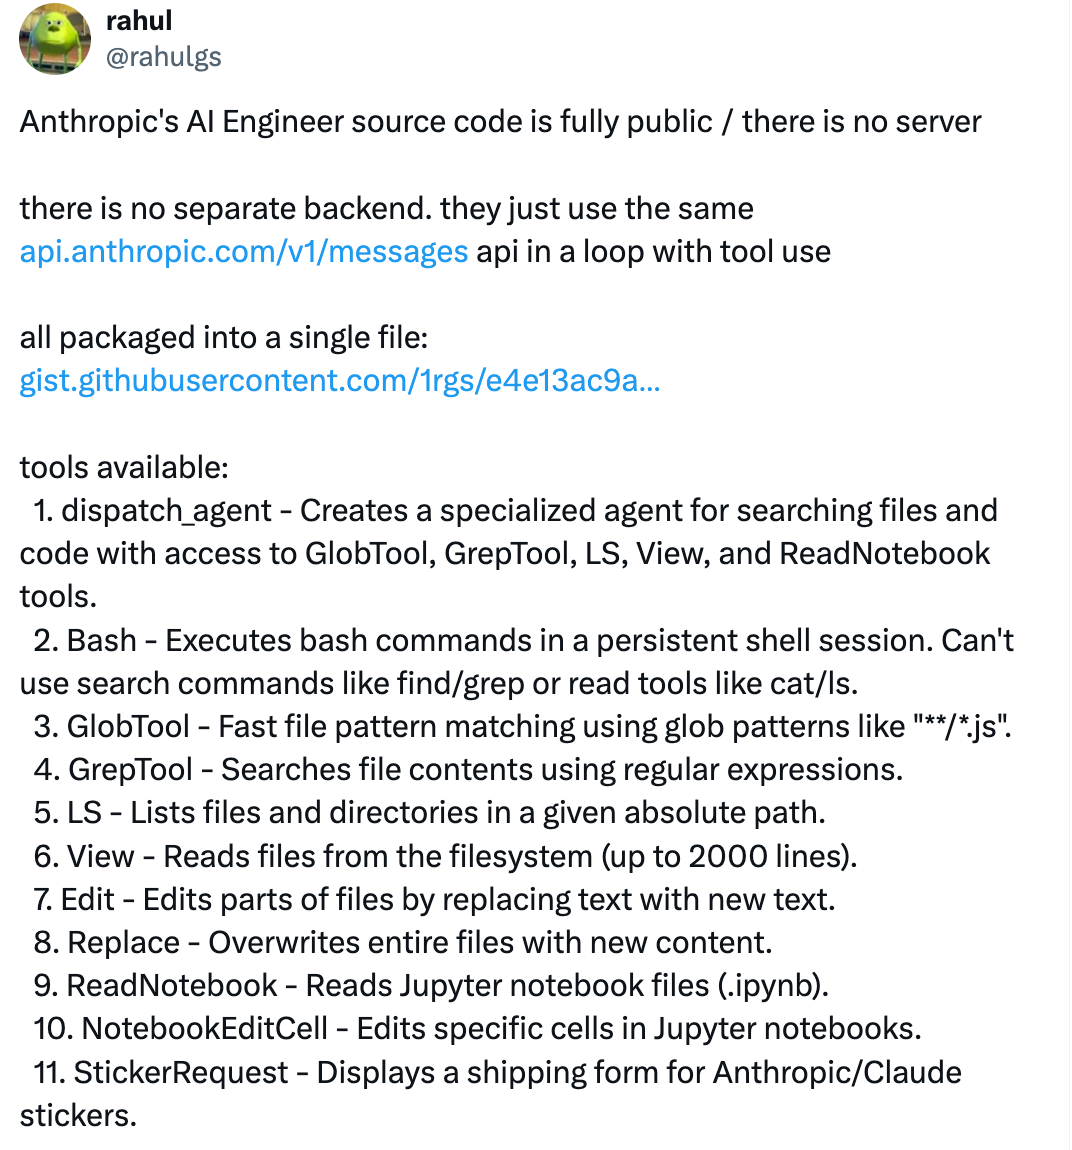 rahul
@rahulgs
Anthropic's AI Engineer source code is fully public / there is no server
there is no separate backend. they just use the same
api.anthropic.com/v1/messages api in a loop with tool use
all packaged into a single file:
gist.githubusercontent.com/1rgs/e4e13ac9a…
tools available:
1. dispatch_agent - Creates a specialized agent for searching files and
code with access to GlobTool, GrepTool, LS, View, and ReadNotebook
tools.
2. Bash - Executes bash commands in a persistent shell session. Can't
use search commands like find/grep or read tools like cat/ls.
3. GlobTool - Fast file pattern matching using glob patterns like "**/*.js".
4. GrepTool - Searches file contents using regular expressions.
5. LS - Lists files and directories in a given absolute path.
6. View - Reads files from the filesystem (up to 2000 lines).
7. Edit - Edits parts of files by replacing text with new text.
8. Replace - Overwrites entire files with new content.
9. ReadNotebook - Reads Jupyter notebook files (.ipynb).
10. NotebookEditCell - Edits specific cells in Jupyter notebooks.
11. StickerRequest - Displays a shipping form for Anthropic/Claude
stickers.